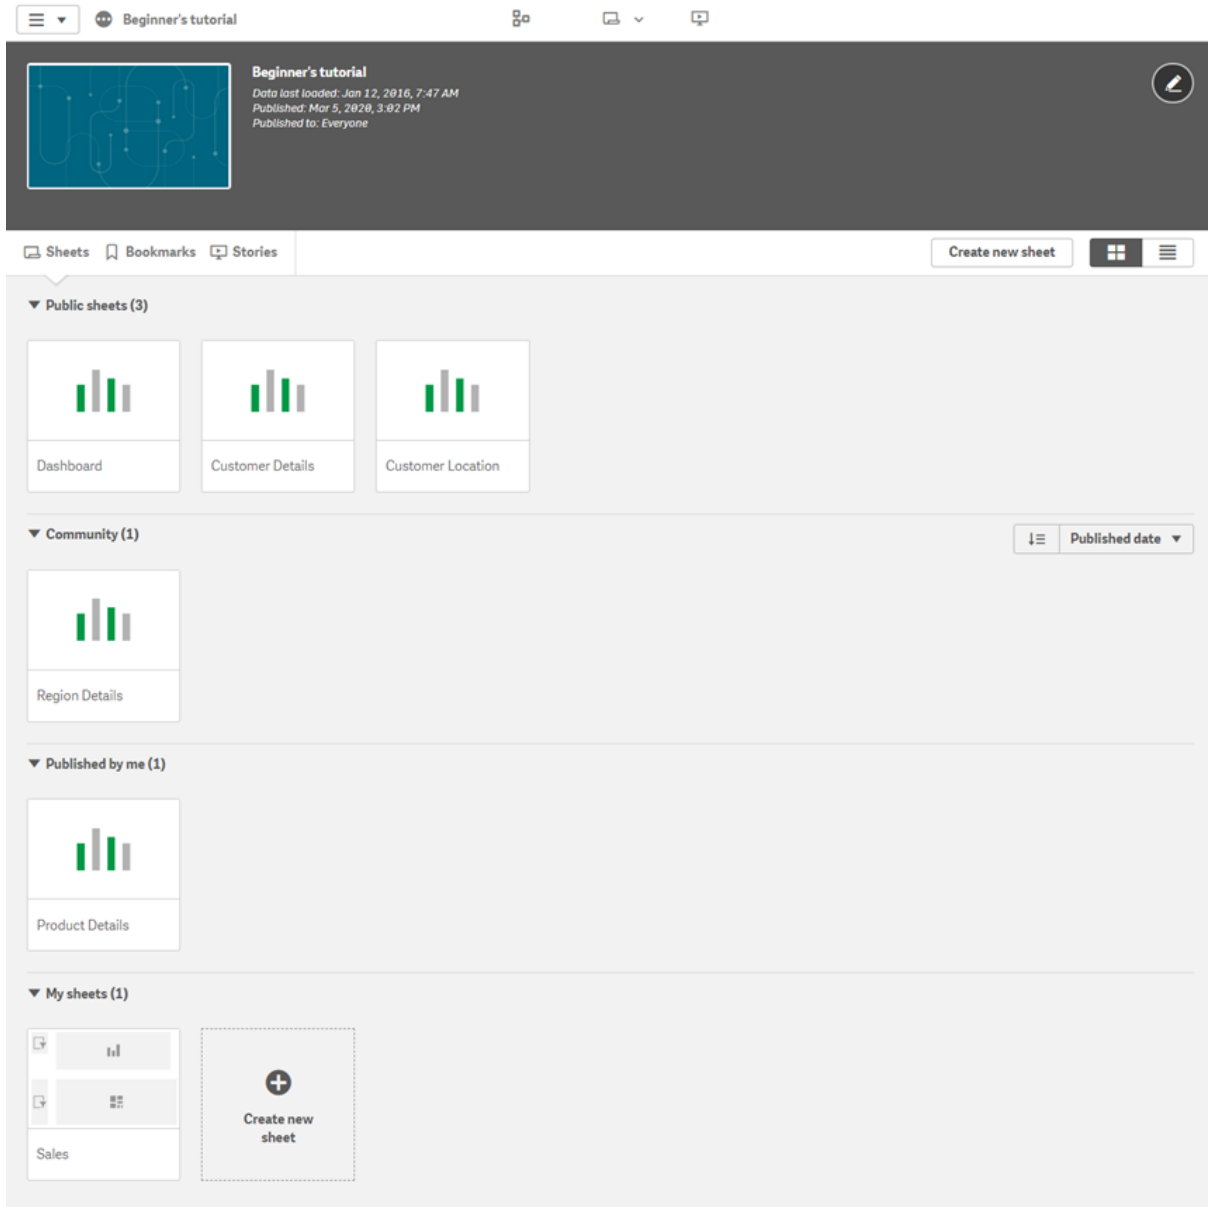 Beginner's tutorial
Beginner's tutorial
Data last loaded: Jan 12, 2016, 7:47 AM
Published: Mar 5, 2020, 3:02 PM
Published to: Everyone
Sheets Bookmarks Stories Create new sheet
Public sheets (3)
Dashboard Customer Details Customer Location
Community (1) Published date
Region Details
Published by me (1)
Product Details
My sheets (1)
Create new
sheet
Sales